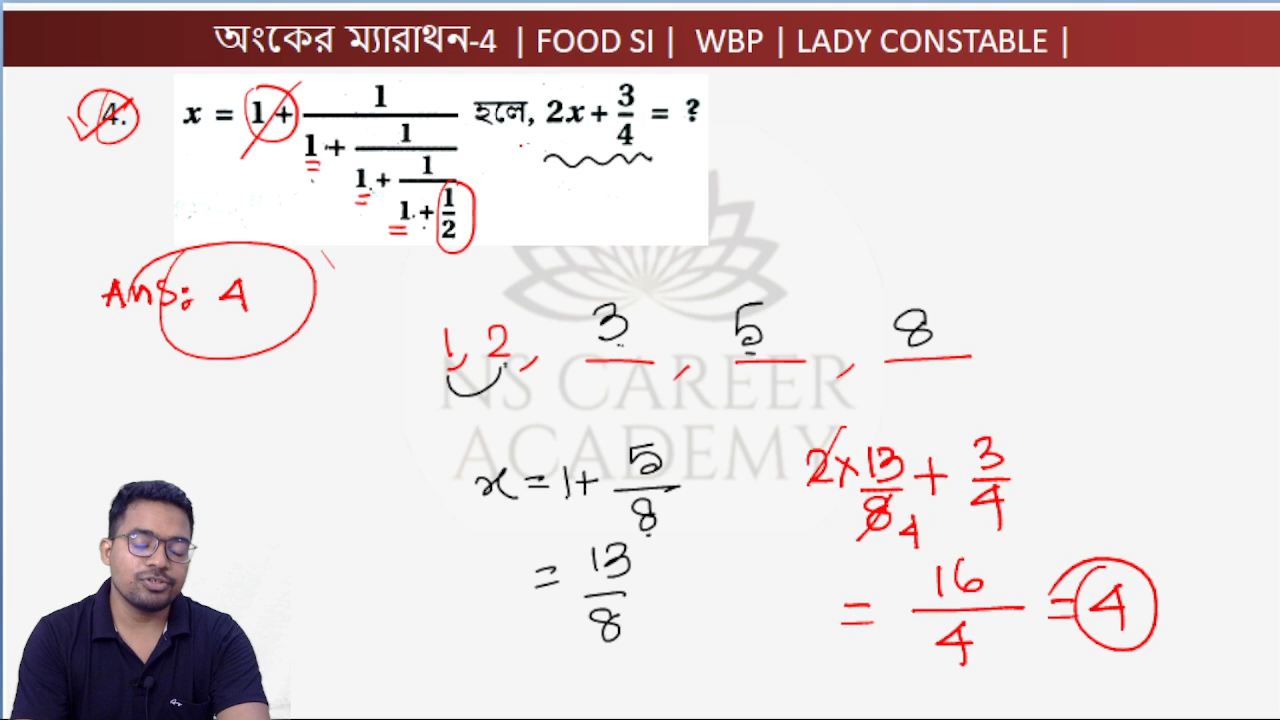 অংকের ম্যারাথন-4 | FOOD SI | WBP | LADY CONSTABLE |
4. x = 1 + 1/(1 + 1/(1 + 1/(1 + 1/2))) হলে, 2x + 3/4 = ?
Ans: 4
1, 2, 3, 5, 8
NS CAREER
ACADEMY
x = 1 + 5/8
= 13/8
2 × 13/8 4 + 3/4
= 16/4 = 4